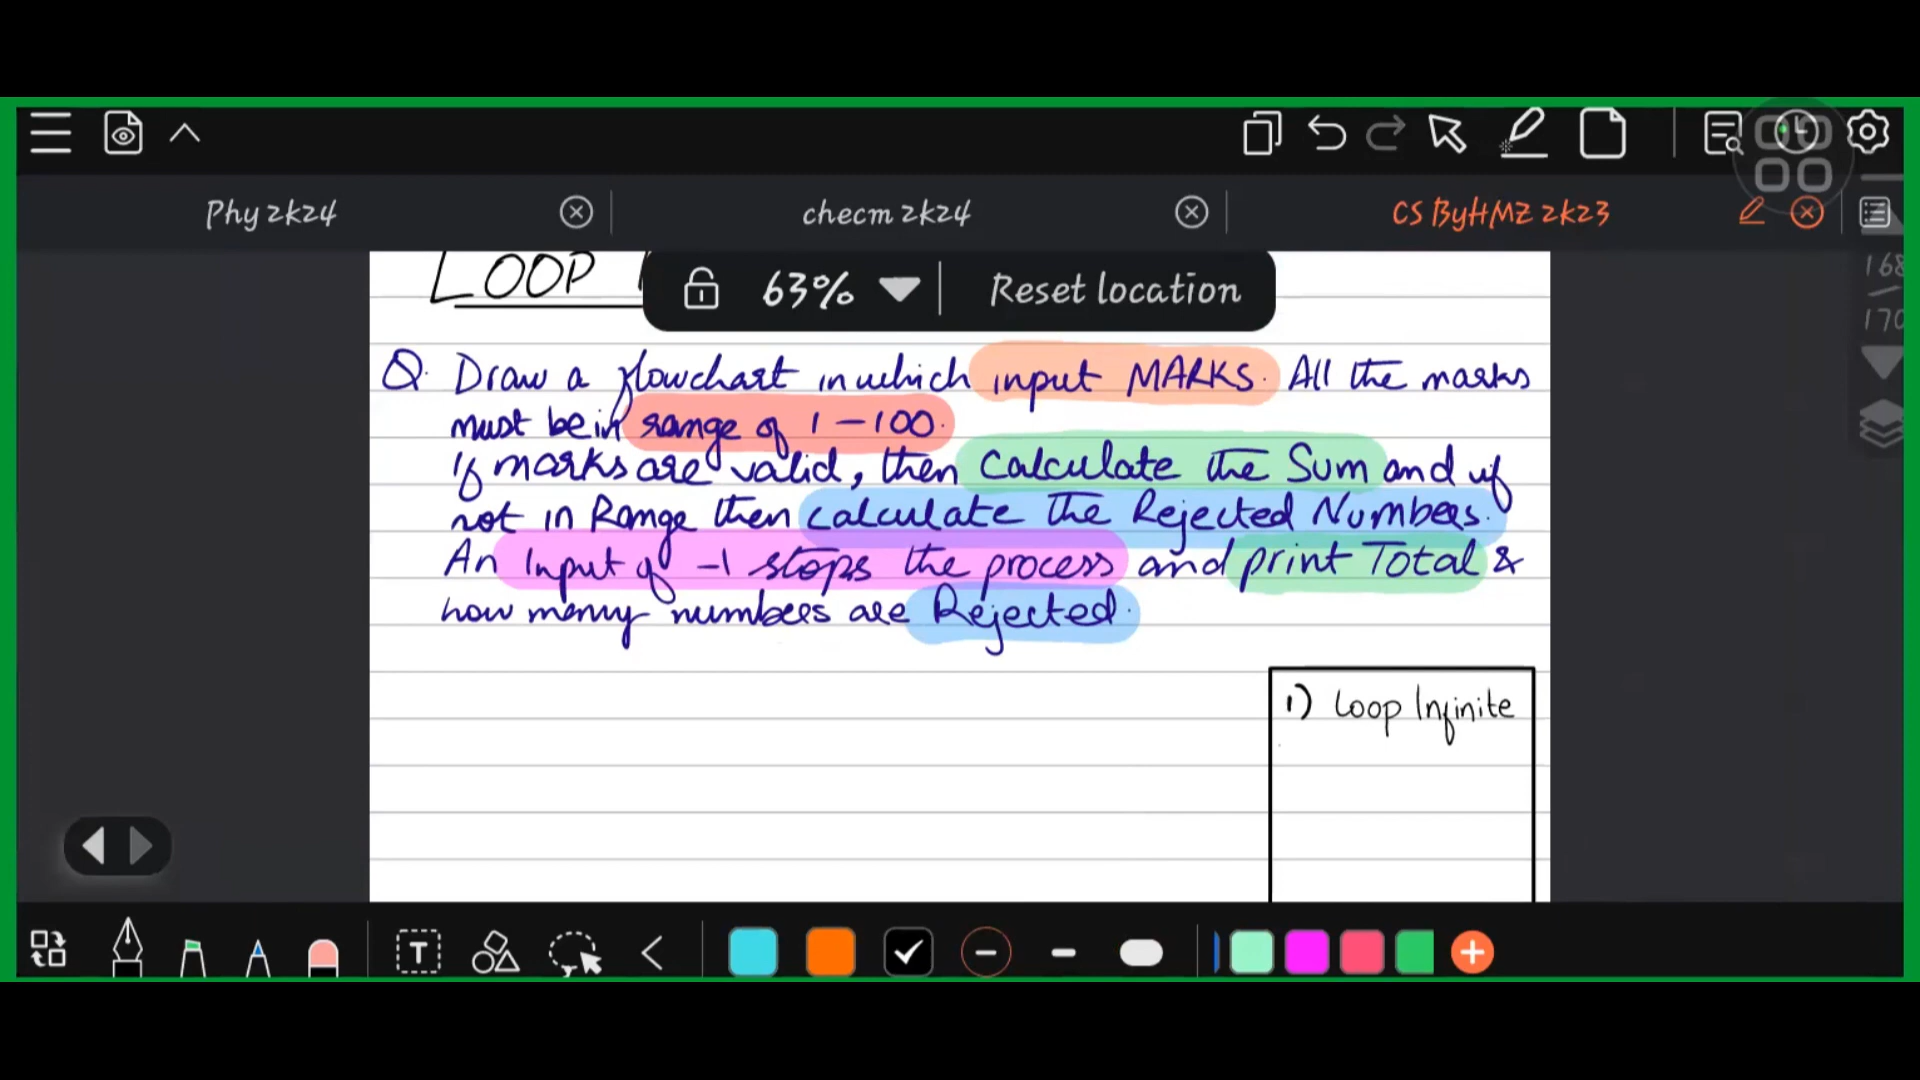 Phy 2k24
checm 2k24
CS ByHMZ 2k23
168
170
LOOP
63%
Reset location
Q. Draw a flowchart in which input MARKS. All the marks
must be in range of 1-100.
If marks are valid, then Calculate the Sum and if
not in Range then calculate the Rejected Numbers.
An Input of -1 stops the process and print Total &
how many numbers are Rejected.
1) Loop Infinite
T